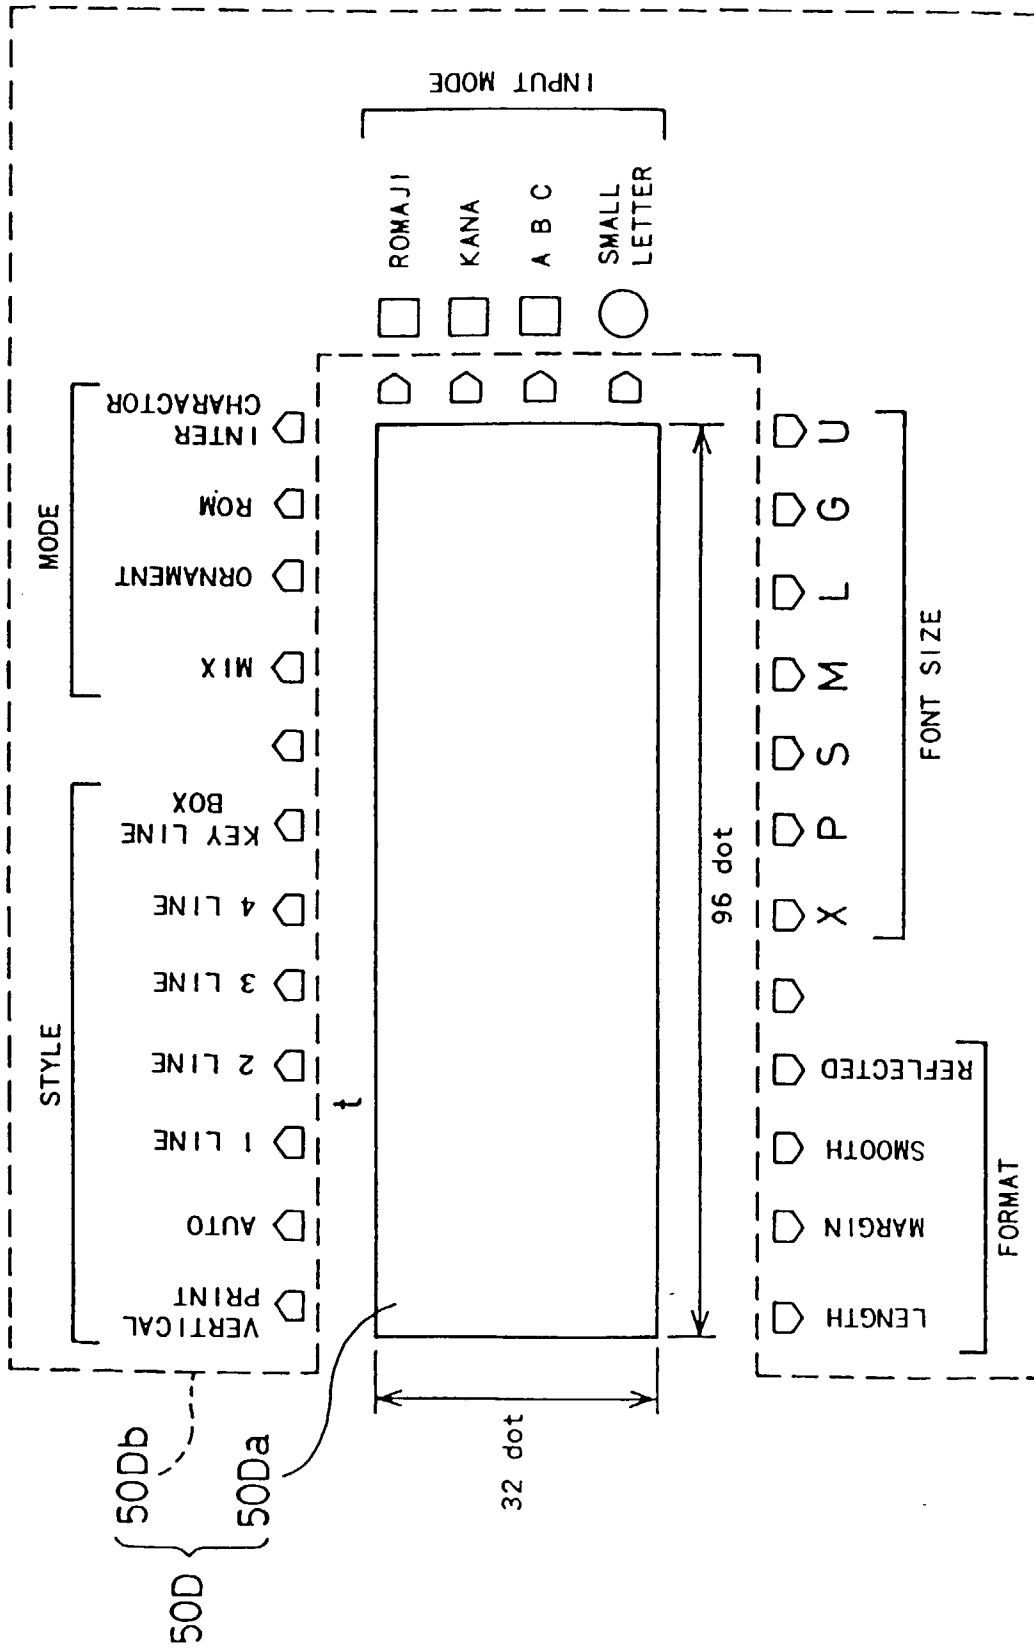 50D
50Db
50Da
STYLE
MODE
VERTICAL
PRINT
AUTO
1 LINE
2 LINE
3 LINE
4 LINE
KEY LINE
BOX
MIX
ORNAMENT
ROM
INTER
CHARACTOR
t
INPUT MODE
ROMAJI
KANA
A B C
SMALL
LETTER
32 dot
96 dot
LENGTH
MARGIN
SMOOTH
REFLECTED
X
P
S
M
L
G
U
FORMAT
FONT SIZE